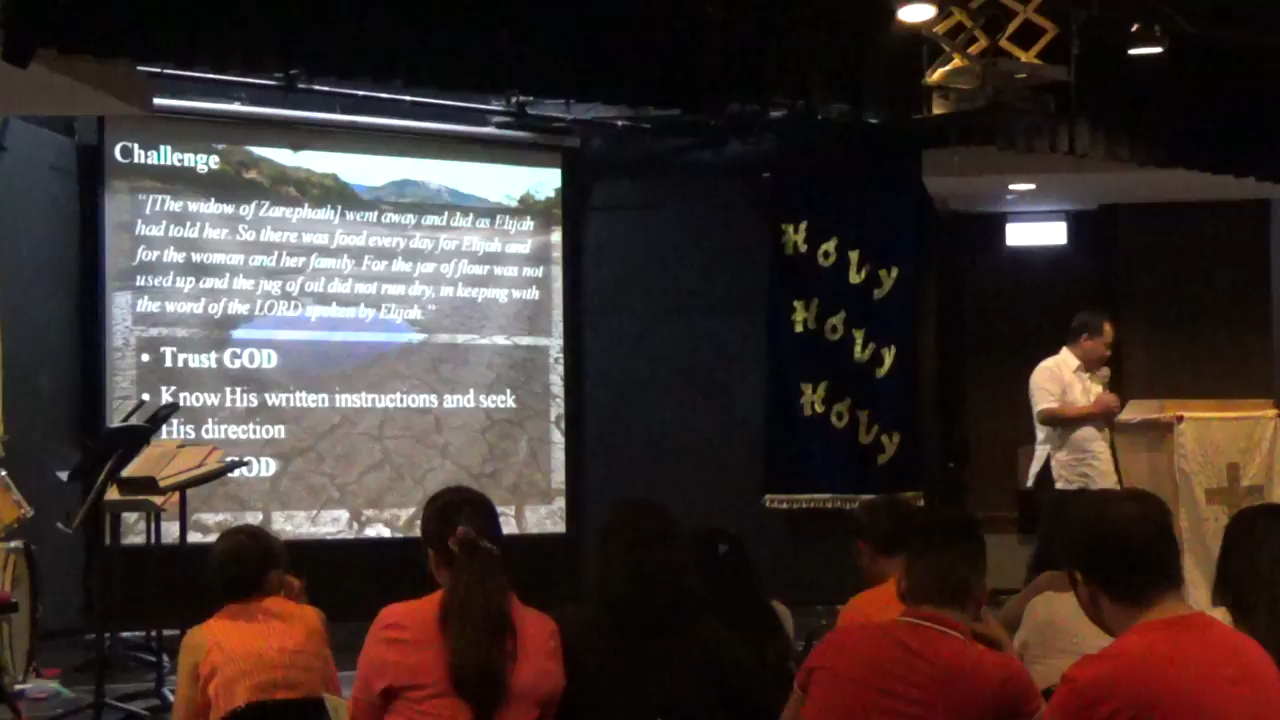 Challenge
"[The widow of Zarephath] went away and did as Elijah
had told her. So there was food every day for Elijah and
for the woman and her family. For the jar of flour was not
used up and the jug of oil did not run dry, in keeping with
the word of the LORD spoken by Elijah."
• Trust GOD
• Know His written instructions and seek
His direction
GOD
Holy
Holy
Holy